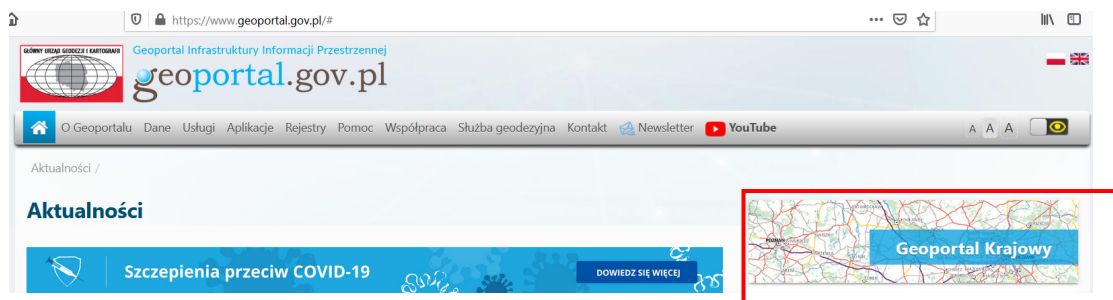 https://www.geoportal.gov.pl/#
GŁÓWNY URZĄD GEODEZJI I KARTOGRAFII
Geoportal Infrastruktury Informacji Przestrzennej
geoportal.gov.pl
O Geoportalu Dane Usługi Aplikacje Rejestry Pomoc Współpraca Służba geodezyjna Kontakt Newsletter YouTube A A A
Aktualności /
Aktualności
Szczepienia przeciw COVID-19
DOWIEDZ SIĘ WIĘCEJ
POZNAŃ
Geoportal Krajowy